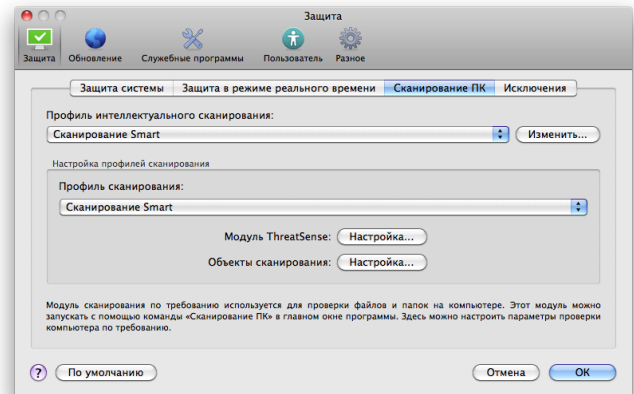 Защита
Защита Обновление Служебные программы Пользователь Разное
Защита системы Защита в режиме реального времени Сканирование ПК Исключения
Профиль интеллектуального сканирования:
Сканирование Smart Изменить...
Настройка профилей сканирования
Профиль сканирования:
Сканирование Smart
Модуль ThreatSense: Настройка...
Объекты сканирования: Настройка...
Модуль сканирования по требованию используется для проверки файлов и папок на компьютере. Этот модуль можно
запускать с помощью команды «Сканирование ПК» в главном окне программы. Здесь можно настроить параметры проверки
компьютера по требованию.
? По умолчанию Отмена OK